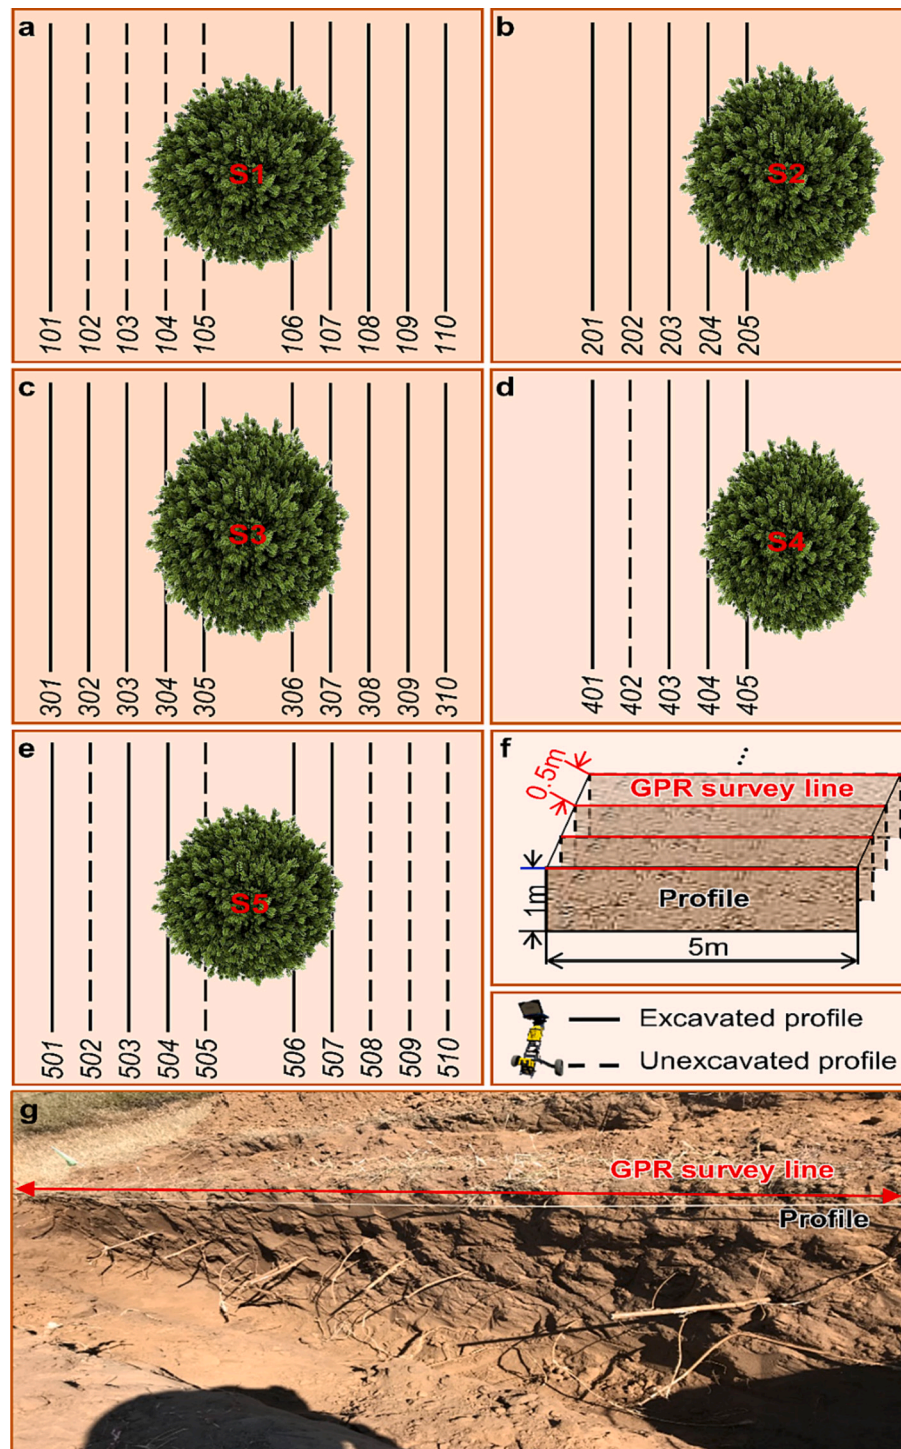 a
S1
101 102 103 104 105 106 107 108 109 110
b
S2
201 202 203 204 205
c
S3
301 302 303 304 305 306 307 308 309 310
d
S4
401 402 403 404 405
e
S5
501 502 503 504 505 506 507 508 509 510
f
0.5m
GPR survey line
1m
Profile
5m
Excavated profile
Unexcavated profile
g
GPR survey line
Profile